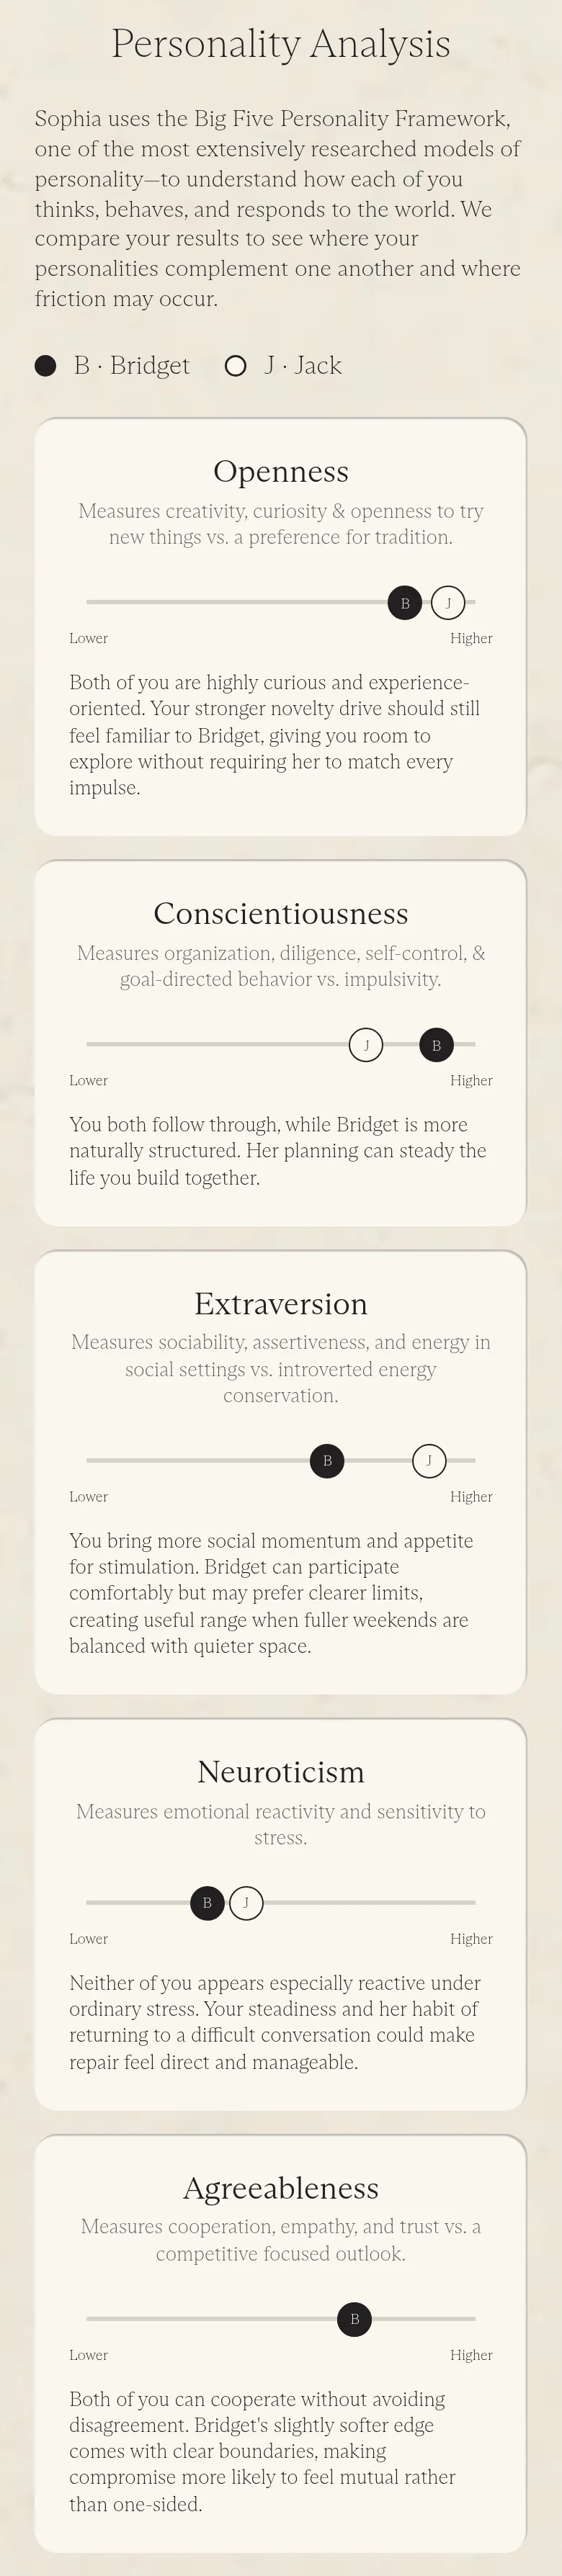 Personality Analysis
Sophia uses the Big Five Personality Framework,
one of the most extensively researched models of
personality—to understand how each of you
thinks, behaves, and responds to the world. We
compare your results to see where your
personalities complement one another and where
friction may occur.
B · Bridget J · Jack
Openness
Measures creativity, curiosity & openness to try
new things vs. a preference for tradition.
B J
Lower Higher
Both of you are highly curious and experience-
oriented. Your stronger novelty drive should still
feel familiar to Bridget, giving you room to
explore without requiring her to match every
impulse.
Conscientiousness
Measures organization, diligence, self-control, &
goal-directed behavior vs. impulsivity.
J B
Lower Higher
You both follow through, while Bridget is more
naturally structured. Her planning can steady the
life you build together.
Extraversion
Measures sociability, assertiveness, and energy in
social settings vs. introverted energy
conservation.
B J
Lower Higher
You bring more social momentum and appetite
for stimulation. Bridget can participate
comfortably but may prefer clearer limits,
creating useful range when fuller weekends are
balanced with quieter space.
Neuroticism
Measures emotional reactivity and sensitivity to
stress.
B J
Lower Higher
Neither of you appears especially reactive under
ordinary stress. Your steadiness and her habit of
returning to a difficult conversation could make
repair feel direct and manageable.
Agreeableness
Measures cooperation, empathy, and trust vs. a
competitive focused outlook.
B
Lower Higher
Both of you can cooperate without avoiding
disagreement. Bridget's slightly softer edge
comes with clear boundaries, making
compromise more likely to feel mutual rather
than one-sided.